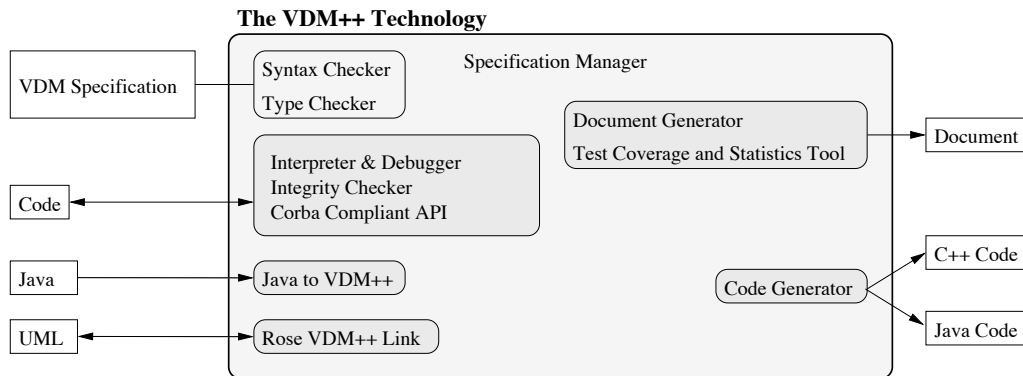 The VDM++ Technology
VDM Specification
Syntax Checker
Type Checker
Specification Manager
Document Generator
Test Coverage and Statistics Tool
Document
Interpreter & Debugger
Integrity Checker
Corba Compliant API
Code
Java
Java to VDM++
Code Generator
C++ Code
Java Code
UML
Rose VDM++ Link